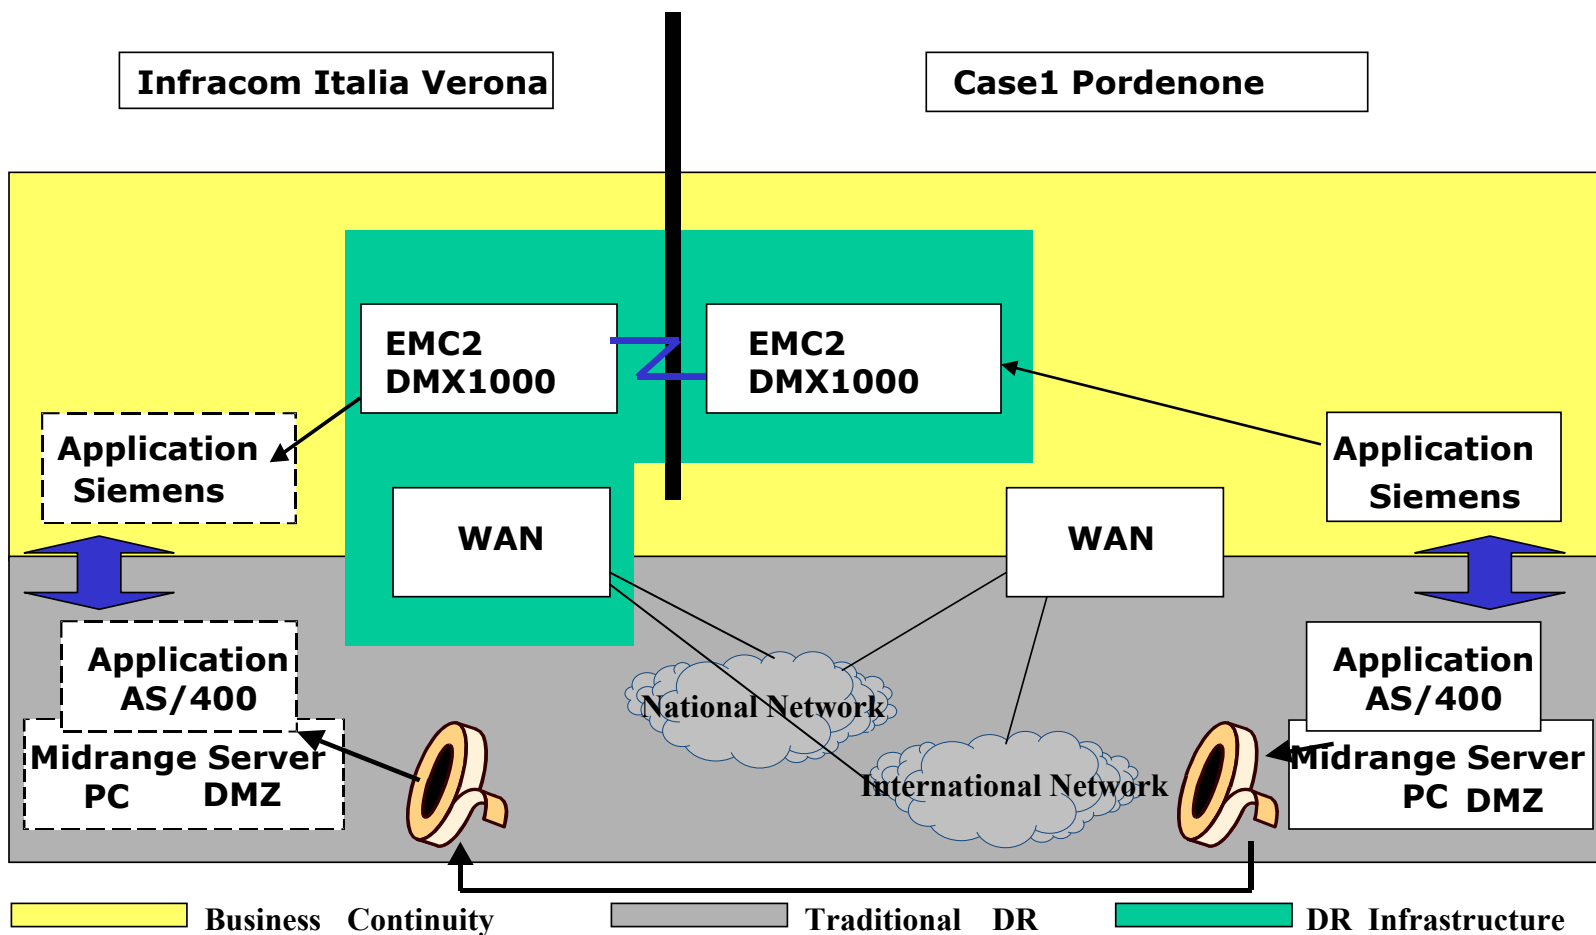 Infracom Italia Verona
Case1 Pordenone
EMC2
DMX1000
EMC2
DMX1000
Application
Siemens
Application
Siemens
WAN
WAN
Application
AS/400
Midrange Server
PC DMZ
National Network
International Network
Application
AS/400
Midrange Server
PC DMZ
Business Continuity
Traditional DR
DR Infrastructure